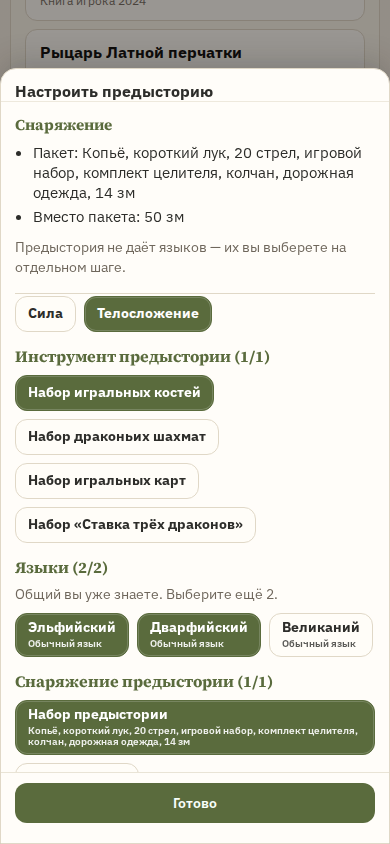 Книга игрока 2024
Рыцарь Латной перчатки
Настроить предысторию
Снаряжение
• Пакет: Копьё, короткий лук, 20 стрел, игровой
набор, комплект целителя, колчан, дорожная
одежда, 14 зм
• Вместо пакета: 50 зм
Предыстория не даёт языков — их вы выберете на
отдельном шаге.
Сила
Телосложение
Инструмент предыстории (1/1)
Набор игральных костей
Набор драконьих шахмат
Набор игральных карт
Набор «Ставка трёх драконов»
Языки (2/2)
Общий вы уже знаете. Выберите ещё 2.
Эльфийский
Обычный язык
Дварфийский
Обычный язык
Великаний
Обычный язык
Снаряжение предыстории (1/1)
Набор предыстории
Копьё, короткий лук, 20 стрел, игровой набор, комплект целителя,
колчан, дорожная одежда, 14 зм
Готово